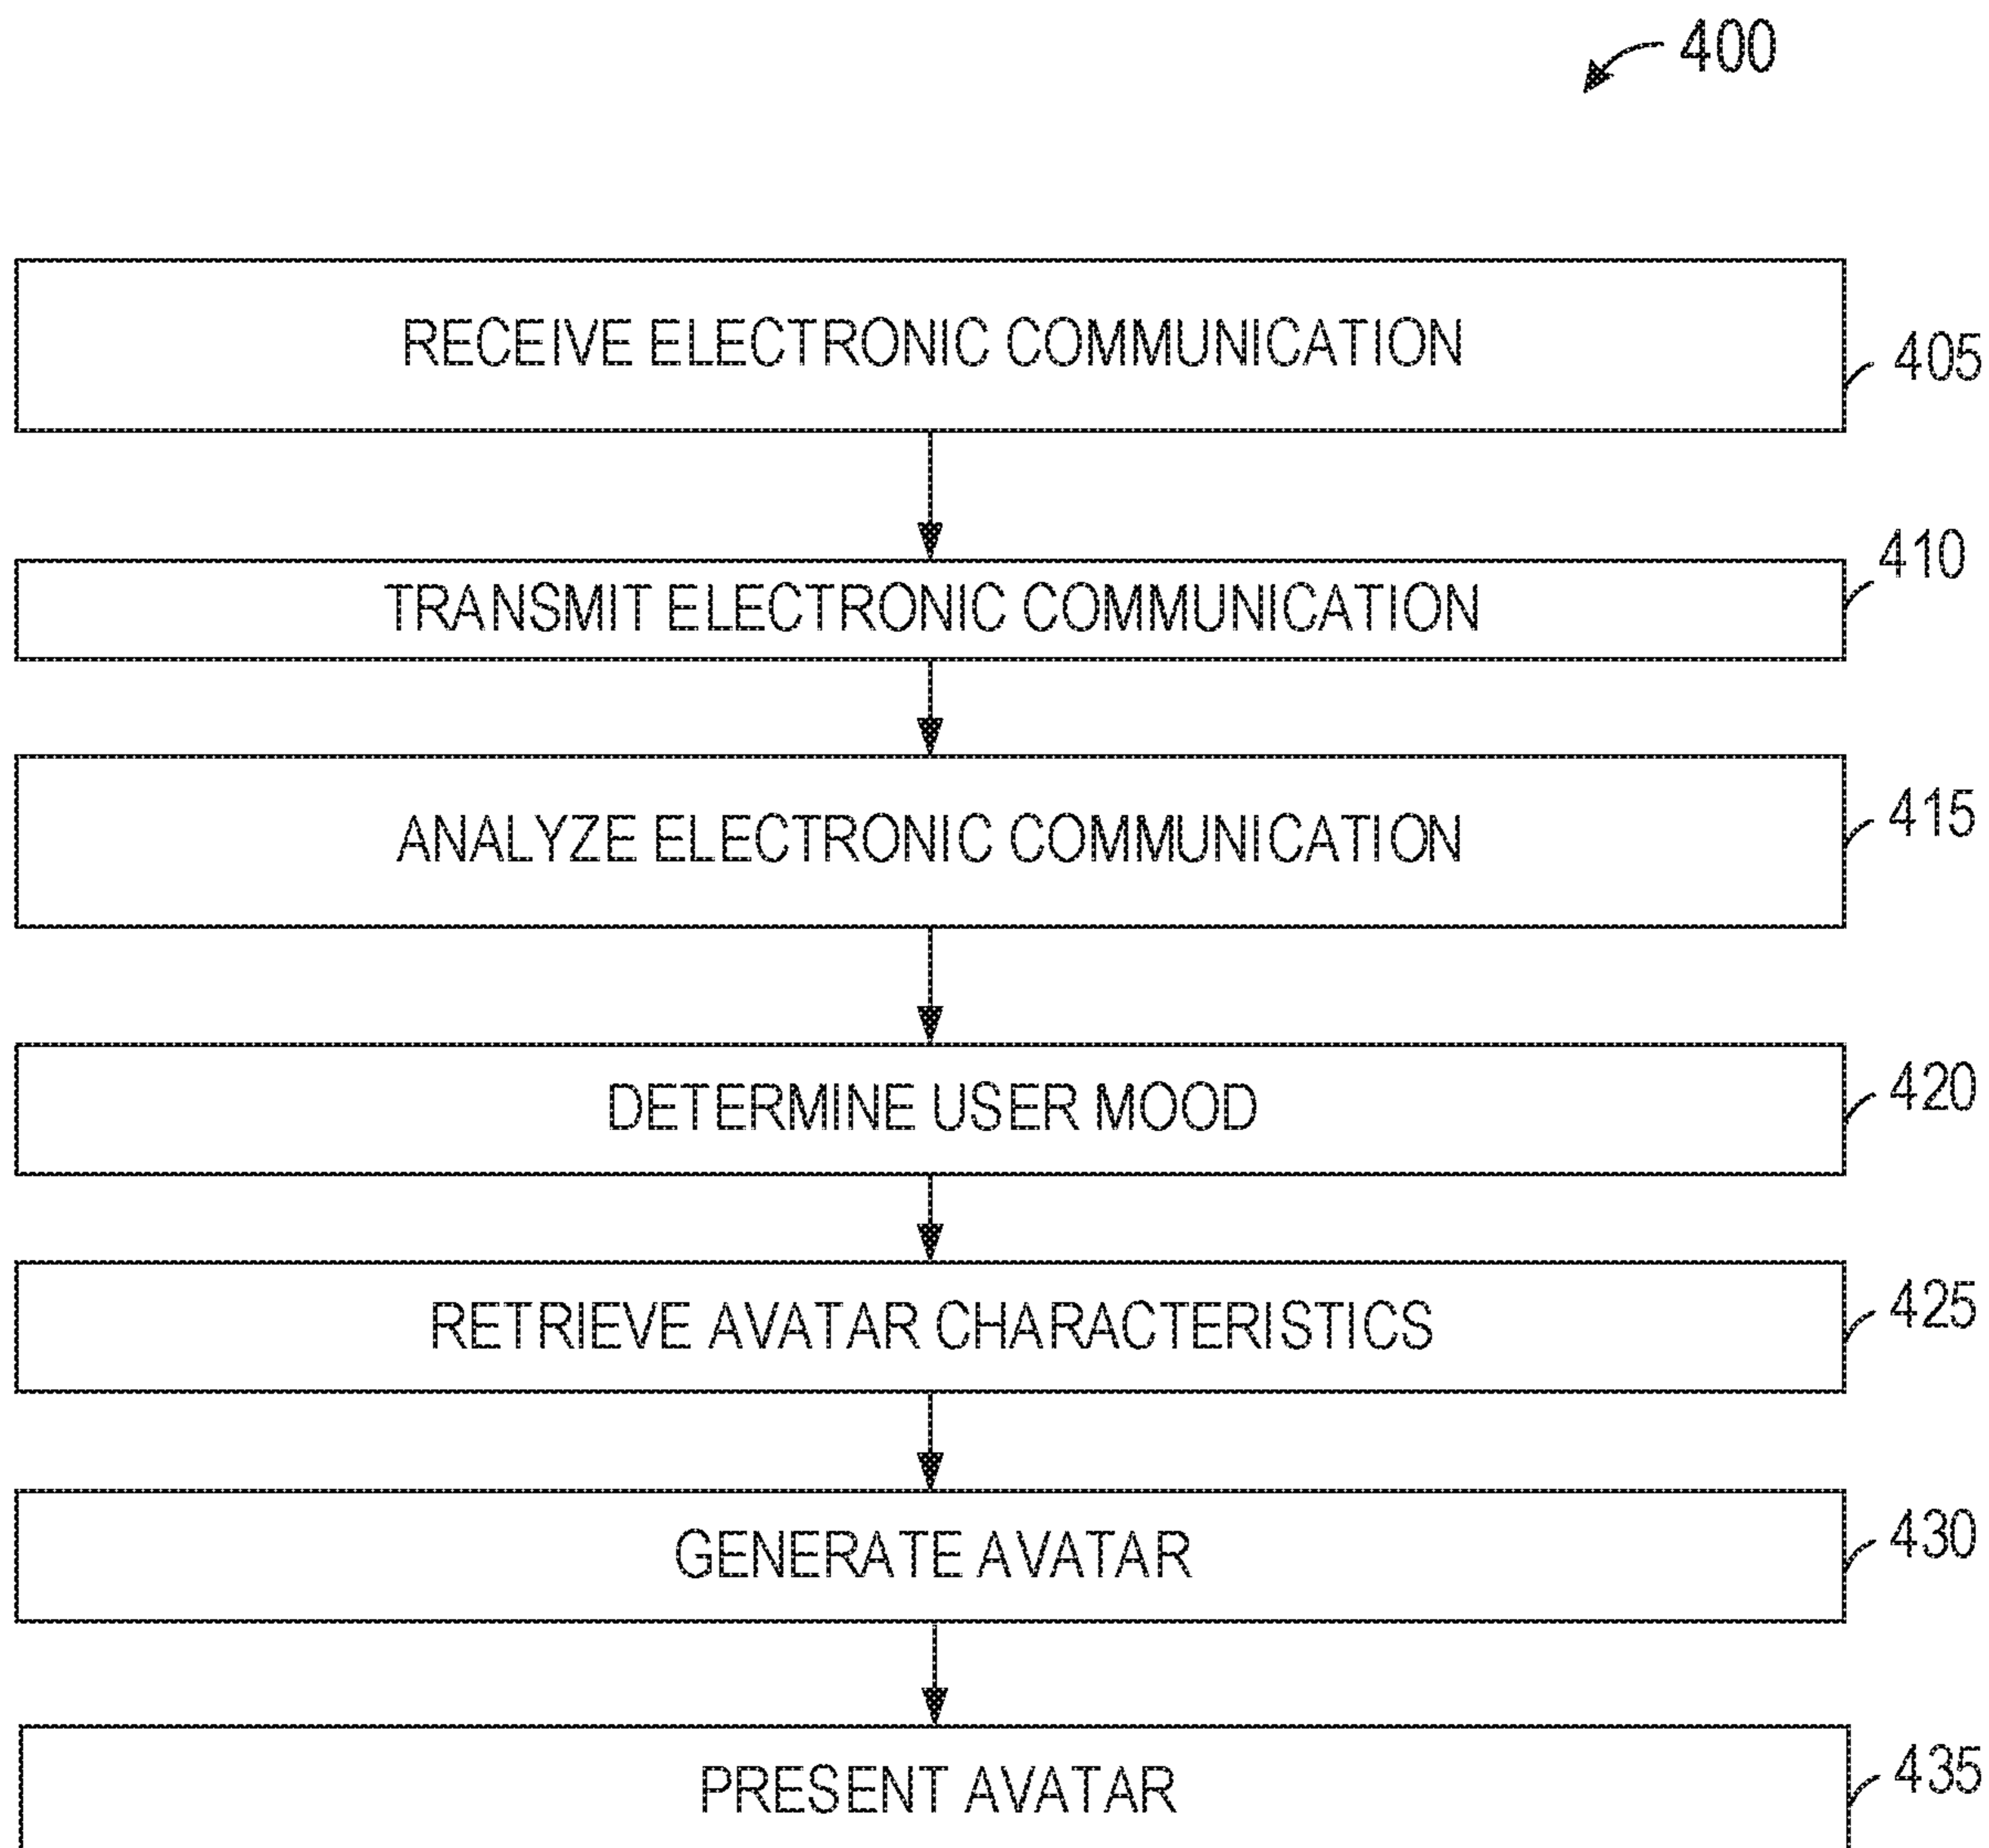 400
RECEIVE ELECTRONIC COMMUNICATION
405
TRANSMIT ELECTRONIC COMMUNICATION
410
ANALYZE ELECTRONIC COMMUNICATION
415
DETERMINE USER MOOD
420
RETRIEVE AVATAR CHARACTERISTICS
425
GENERATE AVATAR
430
PRESENT AVATAR
435